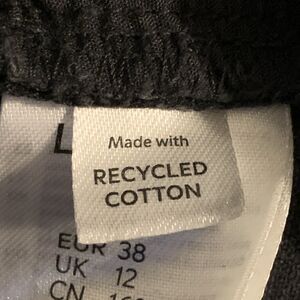 L
Made with
RECYCLED
COTTON
EUR 38
UK 12
CN